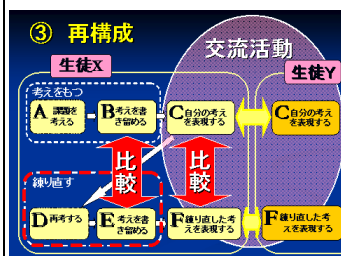 ③ 再構成
交流活動
生徒X
生徒Y
考えをもつ
A 課題を
考える
B 考えを書
き留める
C 自分の考え
を表現する
C 自分の考え
を表現する
比較
比較
練り直す
D 再考する
E 考えを書
き留める
F 練り直した考
えを表現する
F 練り直した考
えを表現する